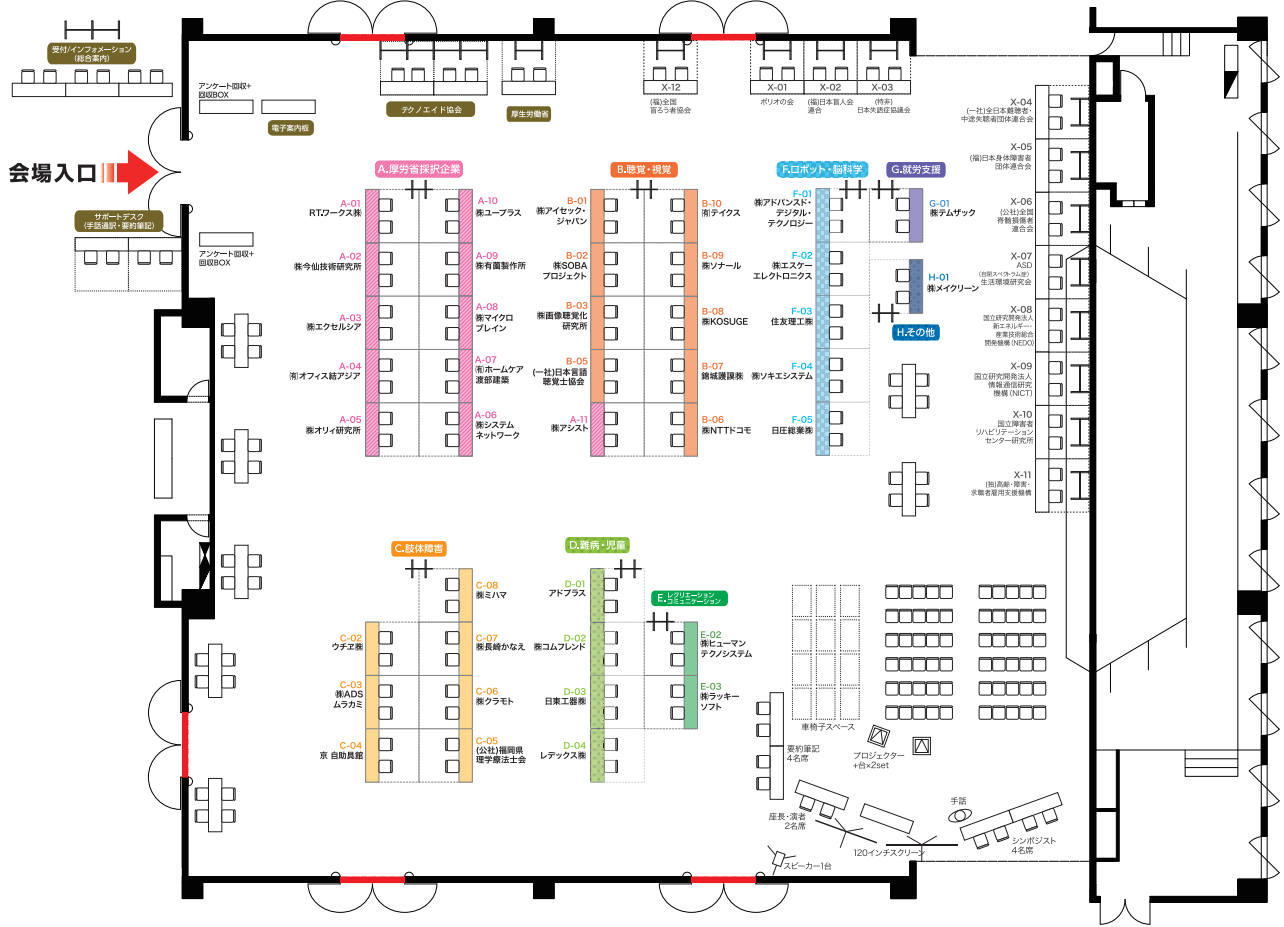 受付/インフォメーション
(総合案内)
アンケート回収+
回収BOX
電子案内板
会場入口
サポートデスク
(手話通訳・要約筆記)
アンケート回収+
回収BOX
テクノエイド協会
厚生労働省
X-12
(福)全国
盲ろう者協会
X-01
ポリオの会
X-02
(福)日本盲人会
連合
X-03
(特非)
日本失語症協議会
X-04
(一社)全日本難聴者・
中途失聴者団体連合会
X-05
(福)日本身体障害者
団体連合会
X-06
(公社)全国
脊髄損傷者
連合会
X-07
ASD
(自閉スペクトラム症)
生活環境研究会
X-08
国立研究開発法人
新エネルギー・
産業技術総合
開発機構(NEDO)
X-09
国立研究開発法人
情報通信研究
機構(NICT)
X-10
国立障害者
リハビリテーション
センター研究所
X-11
(独)高齢・障害・
求職者雇用支援機構
A.厚労省採択企業
A-01
RT.ワークス㈱
A-02
㈱今仙技術研究所
A-03
㈱エクセルシア
A-04
㈲オフィス結アジア
A-05
㈱オリィ研究所
A-10
㈱ユープラス
A-09
㈱有薗製作所
A-08
㈱マイクロ
ブレイン
A-07
㈲ホームケア
渡部建築
A-06
㈱システム
ネットワーク
B.聴覚・視覚
B-01
㈱アイセック・
ジャパン
B-02
㈱SOBA
プロジェクト
B-03
㈱画像聴覚化
研究所
B-05
(一社)日本言語
聴覚士協会
A-11
㈱アシスト
B-10
㈲テイクス
B-09
㈱ソナール
B-08
㈱KOSUGE
B-07
錦城護謨㈱
B-06
㈱NTTドコモ
F.ロボット・脳科学
F-01
㈱アドバンスド・
デジタル・
テクノロジー
F-02
㈱エスケー
エレクトロニクス
F-03
住友理工㈱
F-04
㈱ソキエシステム
F-05
日圧総業㈱
G.就労支援
G-01
㈱テムザック
H-01
㈱メイクリーン
H.その他
C.肢体障害
C-08
㈱ミハマ
C-02
ウチヱ㈱
C-07
㈱長崎かなえ
C-03
㈱ADS
ムラカミ
C-06
㈱クラモト
C-04
京 自助具館
C-05
(公社)福岡県
理学療法士会
D.難病・児童
D-01
アドプラス
D-02
㈱コムフレンド
D-03
日東工器㈱
D-04
レデックス㈱
E.レクリエーション
コミュニケーション
E-02
㈱ヒューマン
テクノシステム
E-03
㈱ラッキー
ソフト
車椅子スペース
要約筆記
4名席
プロジェクター
+台×2set
座長・演者
2名席
手話
シンポジスト
4名席
120インチスクリーン
スピーカー1台